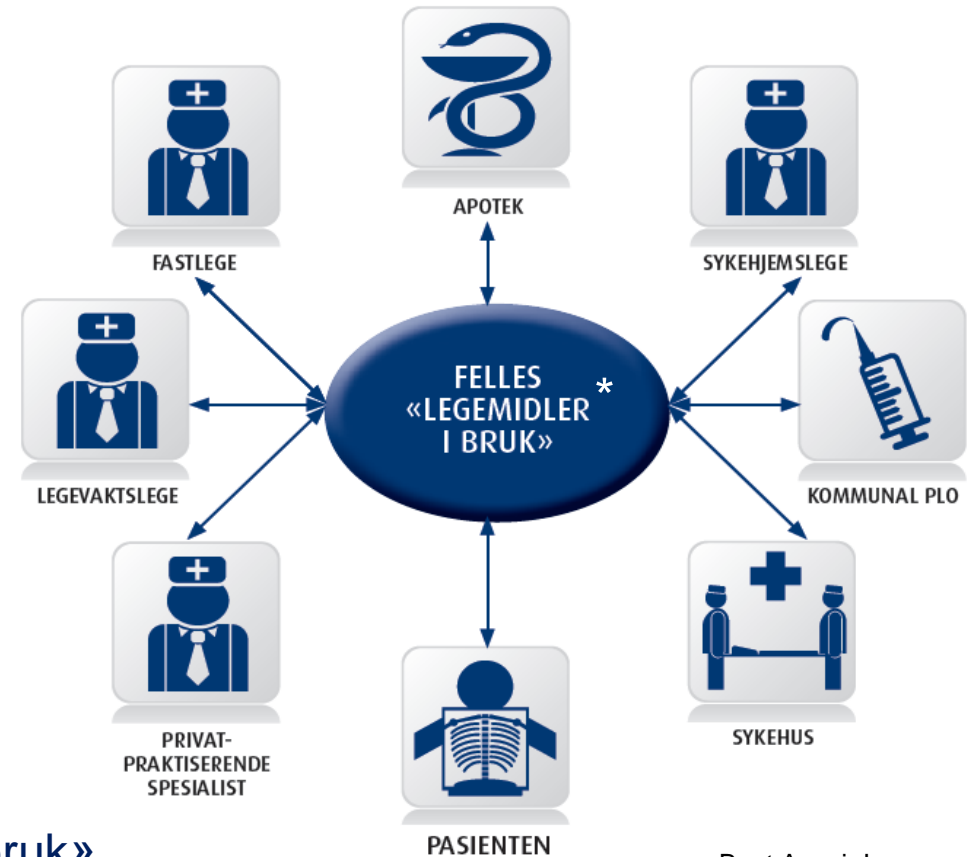 APOTEK
FASTLEGE
SYKEHJEMSLEGE
FELLES
«LEGEMIDLER *
I BRUK»
LEGEVAKTSLEGE
KOMMUNAL PLO
PRIVAT-
PRAKTISERENDE
SPESIALIST
SYKEHUS
PASIENTEN
ruk»